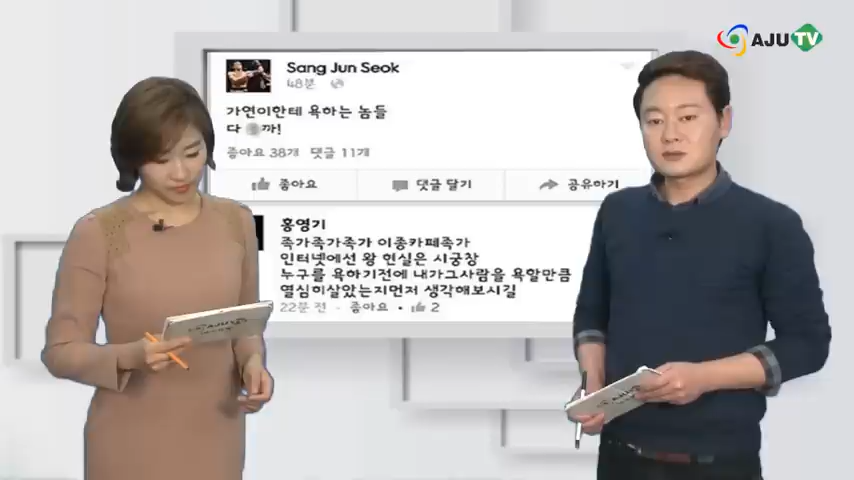 AJU TV
Sang Jun Seok
48분
가연이한테 욕하는 놈들
다 까!
좋아요 38개 댓글 11개
좋아요 댓글 달기 공유하기
홍영기
족가족가족가 이종카페족가
인터넷에선 왕 현실은 시궁창
누구를 욕하기전에 내가그사람을 욕할만큼
열심히살았는지먼저 생각해보시길
22분 전 · 좋아요 · 2